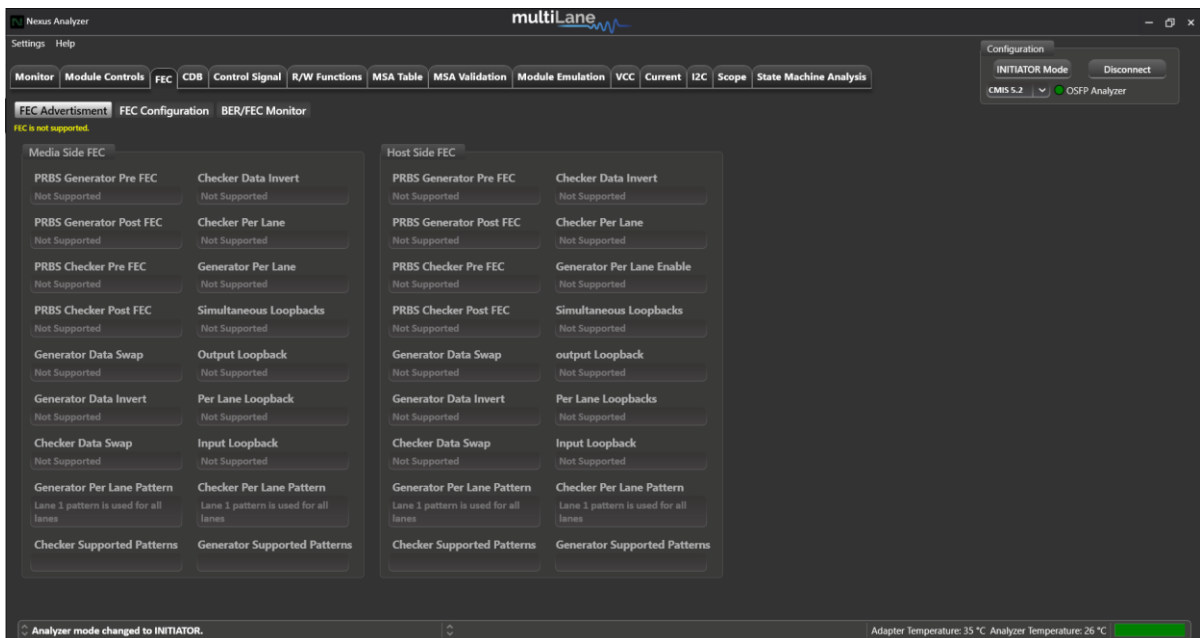 Nexus Analyzer
multiLane
Settings Help
Configuration
INITIATOR Mode Disconnect
CMIS 5.2 OSFP Analyzer
Monitor Module Controls FEC CDB Control Signal R/W Functions MSA Table MSA Validation Module Emulation VCC Current I2C Scope State Machine Analysis
FEC Advertisment FEC Configuration BER/FEC Monitor
FEC is not supported.
Media Side FEC
PRBS Generator Pre FEC Checker Data Invert
Not Supported Not Supported
PRBS Generator Post FEC Checker Per Lane
Not Supported Not Supported
PRBS Checker Pre FEC Generator Per Lane
Not Supported Not Supported
PRBS Checker Post FEC Simultaneous Loopbacks
Not Supported Not Supported
Generator Data Swap Output Loopback
Not Supported Not Supported
Generator Data Invert Per Lane Loopback
Not Supported Not Supported
Checker Data Swap Input Loopback
Not Supported Not Supported
Generator Per Lane Pattern Checker Per Lane Pattern
Lane 1 pattern is used for all Lane 1 pattern is used for all
lanes lanes
Checker Supported Patterns Generator Supported Patterns
Host Side FEC
PRBS Generator Pre FEC Checker Data Invert
Not Supported Not Supported
PRBS Generator Post FEC Checker Per Lane
Not Supported Not Supported
PRBS Checker Pre FEC Generator Per Lane Enable
Not Supported Not Supported
PRBS Checker Post FEC Simultaneous Loopbacks
Not Supported Not Supported
Generator Data Swap output Loopback
Not Supported Not Supported
Generator Data Invert Per Lane Loopbacks
Not Supported Not Supported
Checker Data Swap Input Loopback
Not Supported Not Supported
Generator Per Lane Pattern Checker Per Lane Pattern
Lane 1 pattern is used for all Lane 1 pattern is used for all
lanes lanes
Checker Supported Patterns Generator Supported Patterns
Analyzer mode changed to INITIATOR.
Adapter Temperature: 35 °C Analyzer Temperature: 26 °C